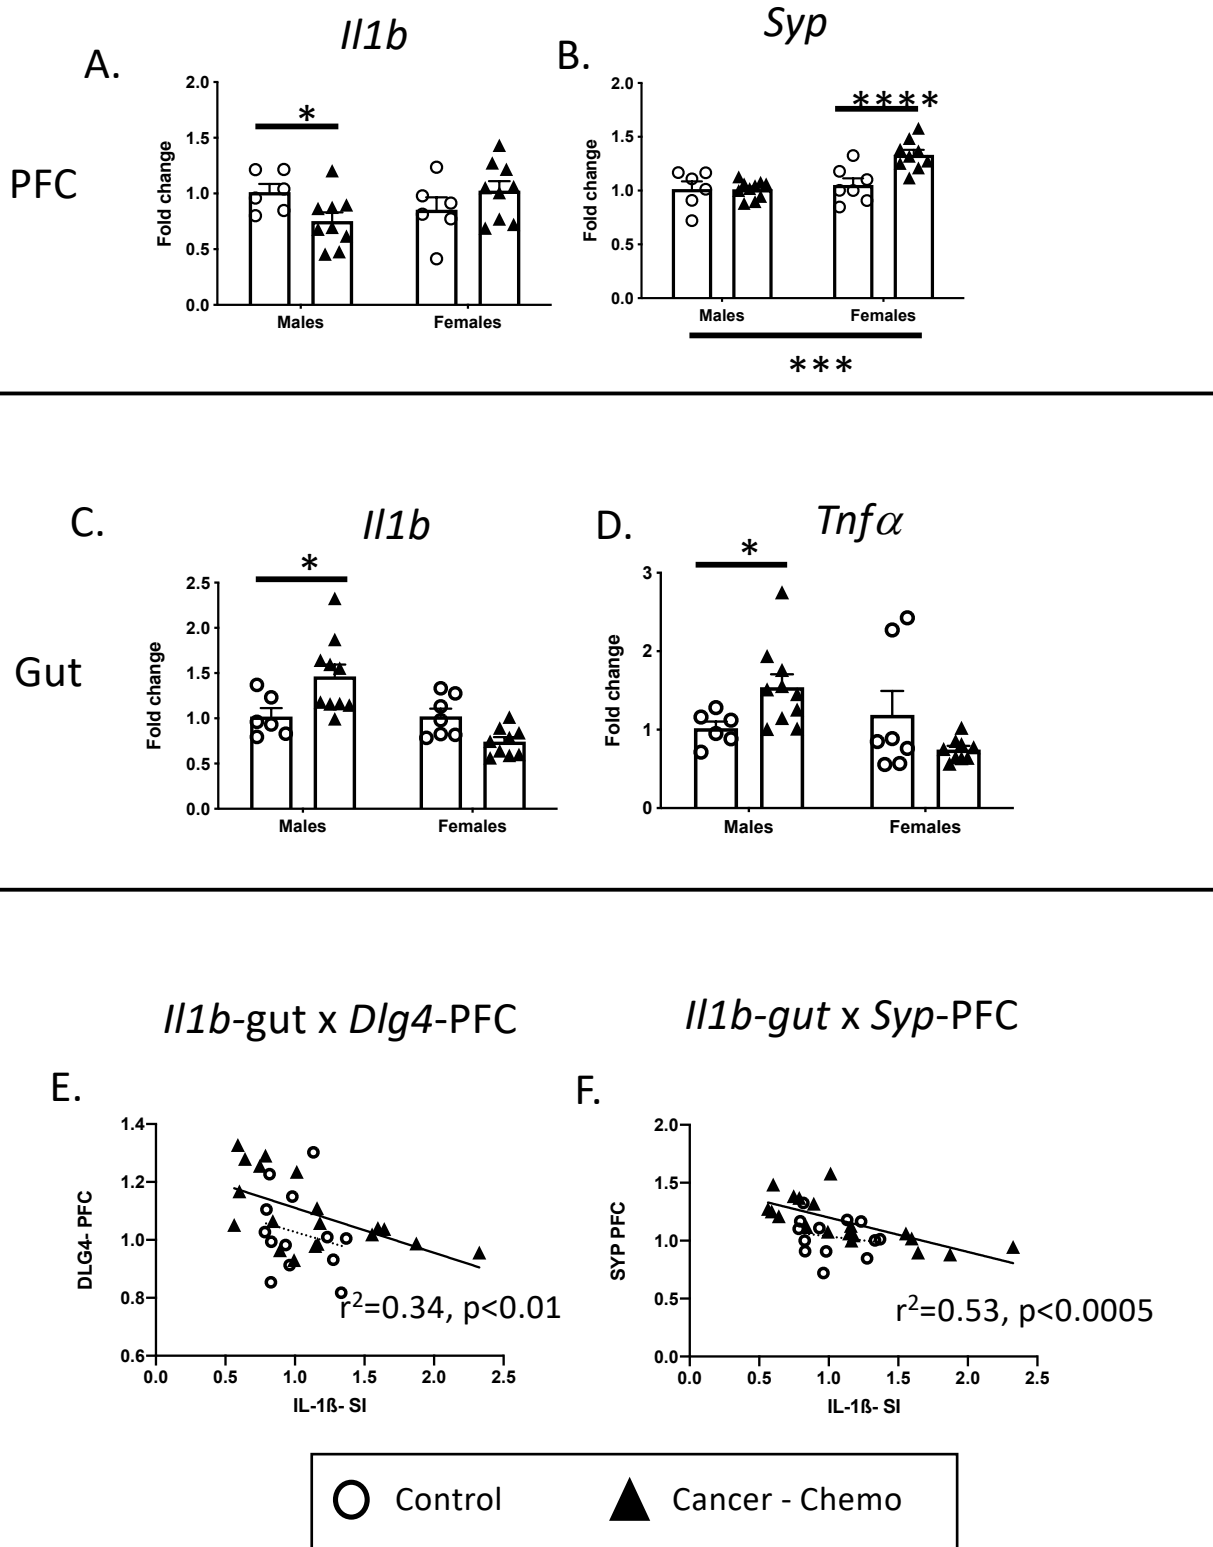 Il1b
Syp
A.
B.
PFC
Fold change
2.0
1.5
1.0
0.5
0.0
*
Males
Females
Fold change
2.0
1.5
1.0
0.5
0.0
****
Males
Females
***
C.
Il1b
D.
Tnfα
Gut
Fold change
2.5
2.0
1.5
1.0
0.5
0.0
*
Males
Females
Fold change
3
2
1
0
*
Males
Females
Il1b-gut x Dlg4-PFC
Il1b-gut x Syp-PFC
E.
F.
DLG4- PFC
1.4
1.2
1.0
0.8
0.6
r²=0.34, p<0.01
0.0 0.5 1.0 1.5 2.0 2.5
IL-1ß- SI
SYP PFC
2.0
1.5
1.0
0.5
0.0
r²=0.53, p<0.0005
0.0 0.5 1.0 1.5 2.0 2.5
IL-1ß- SI
Control
Cancer - Chemo